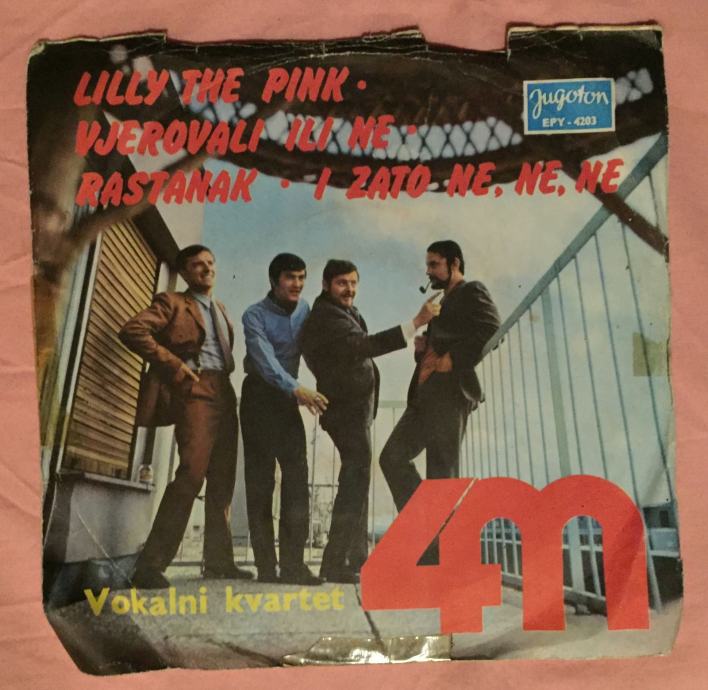 LILLY THE PINK •
VJEROVALI ILI NE •
RASTANAK • I ZATO NE, NE, NE
Jugoton
EPY - 4203
Vokalni kvartet
4M